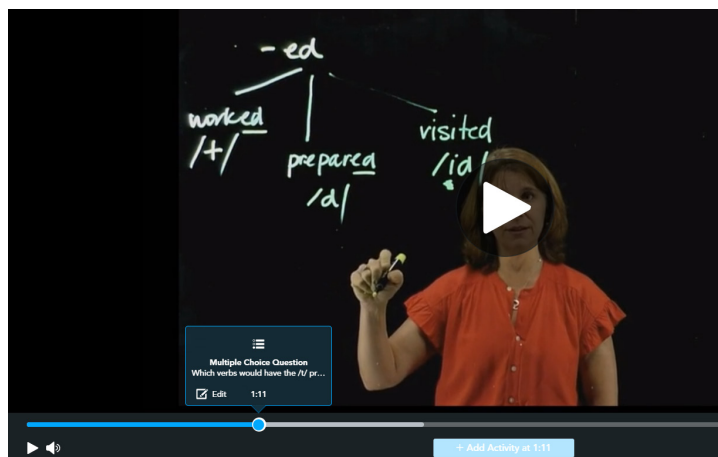 - ed
worked
/t/
prepared
/d/
visited
/id/
Multiple Choice Question
Which verbs would have the /t/ pr...
Edit 1:11
+ Add Activity at 1:11